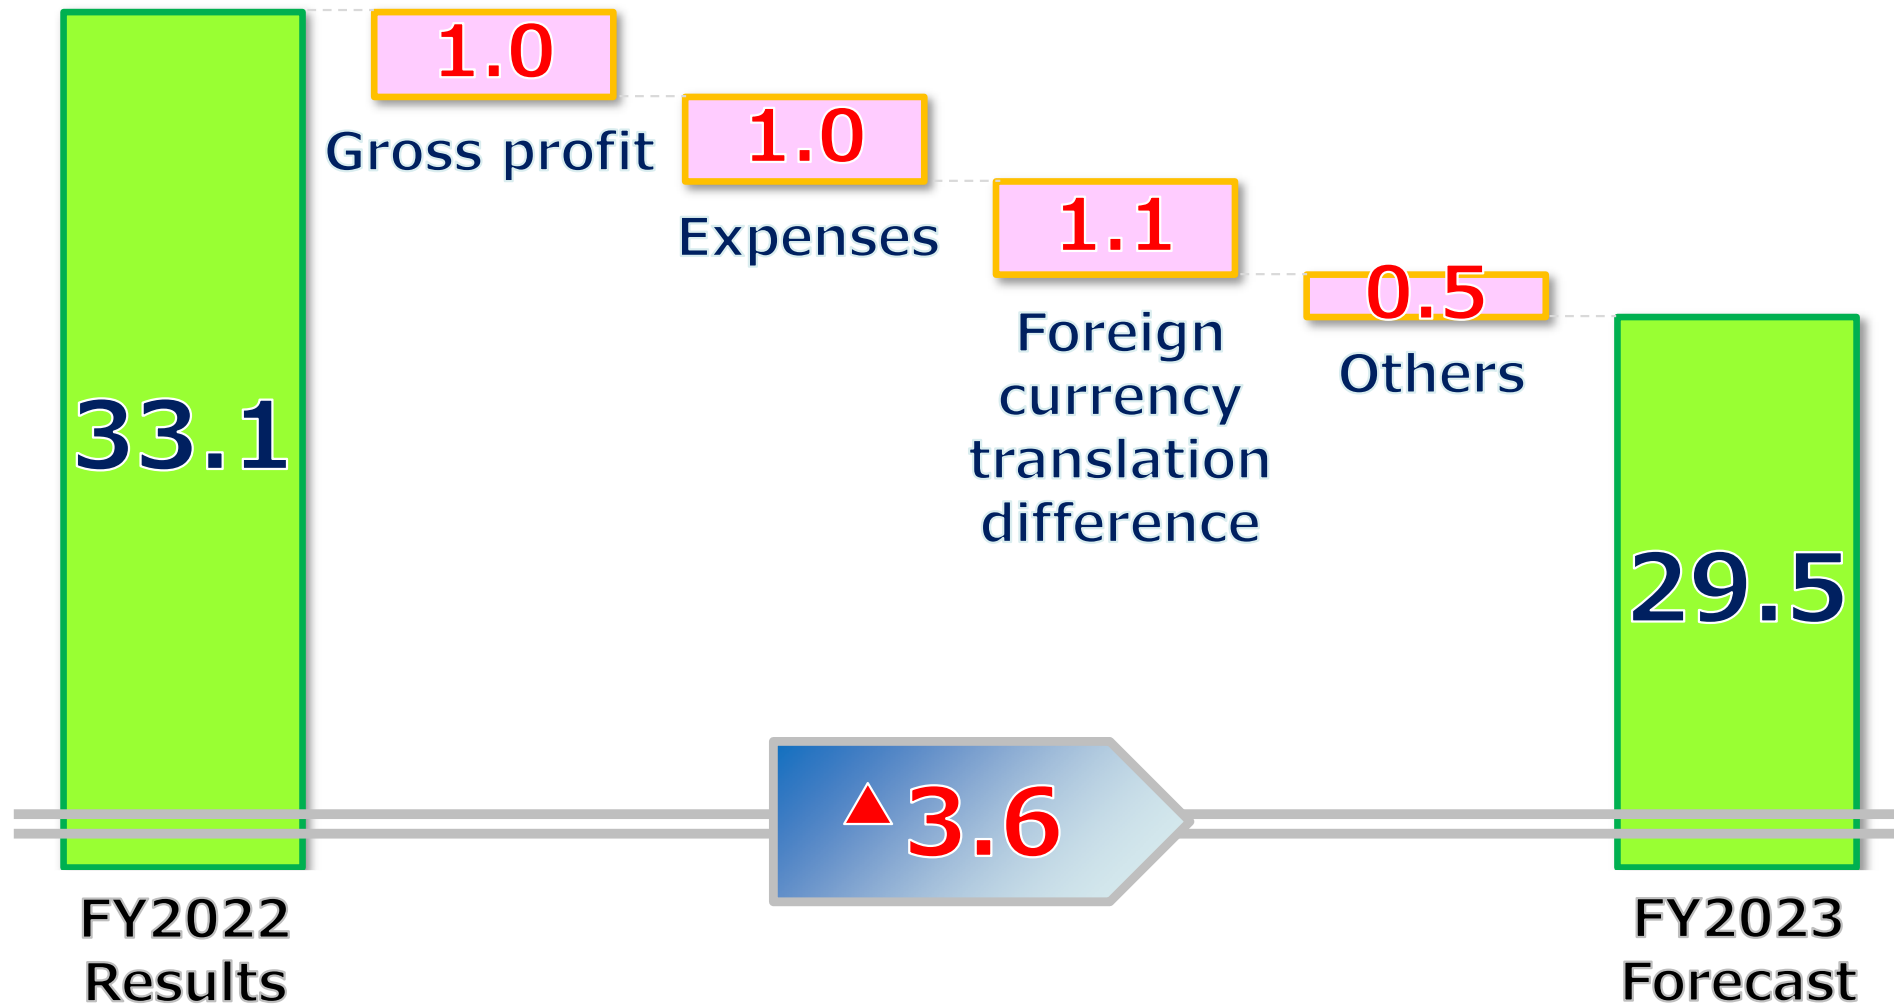 33.1
FY2022
Results
1.0
Gross profit
1.0
Expenses
1.1
Foreign
currency
translation
difference
0.5
Others
▲3.6
29.5
FY2023
Forecast